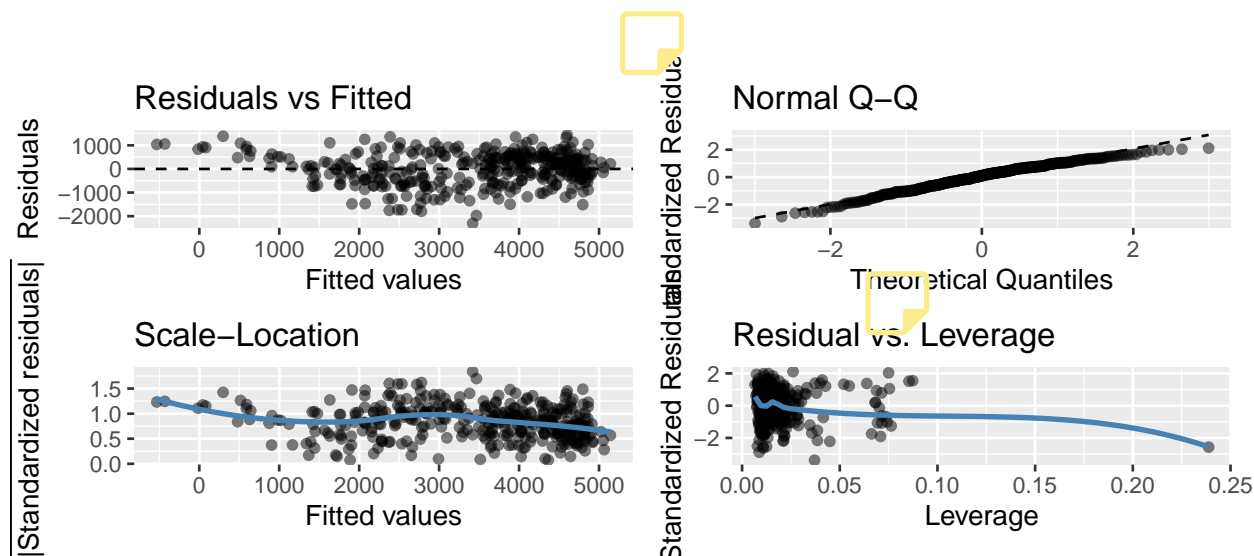 Residuals vs Fitted
Residuals
1000
0
−1000
−2000
0 1000 2000 3000 4000 5000
Fitted values
Normal Q−Q
2
0
−2
−2 0 2
Theoretical Quantiles
Scale−Location
|Standardized residuals|
1.5
1.0
0.5
0.0
0 1000 2000 3000 4000 5000
Fitted values
Residual vs. Leverage
Standardized Residuals
2
0
−2
0.00 0.05 0.10 0.15 0.20 0.25
Leverage